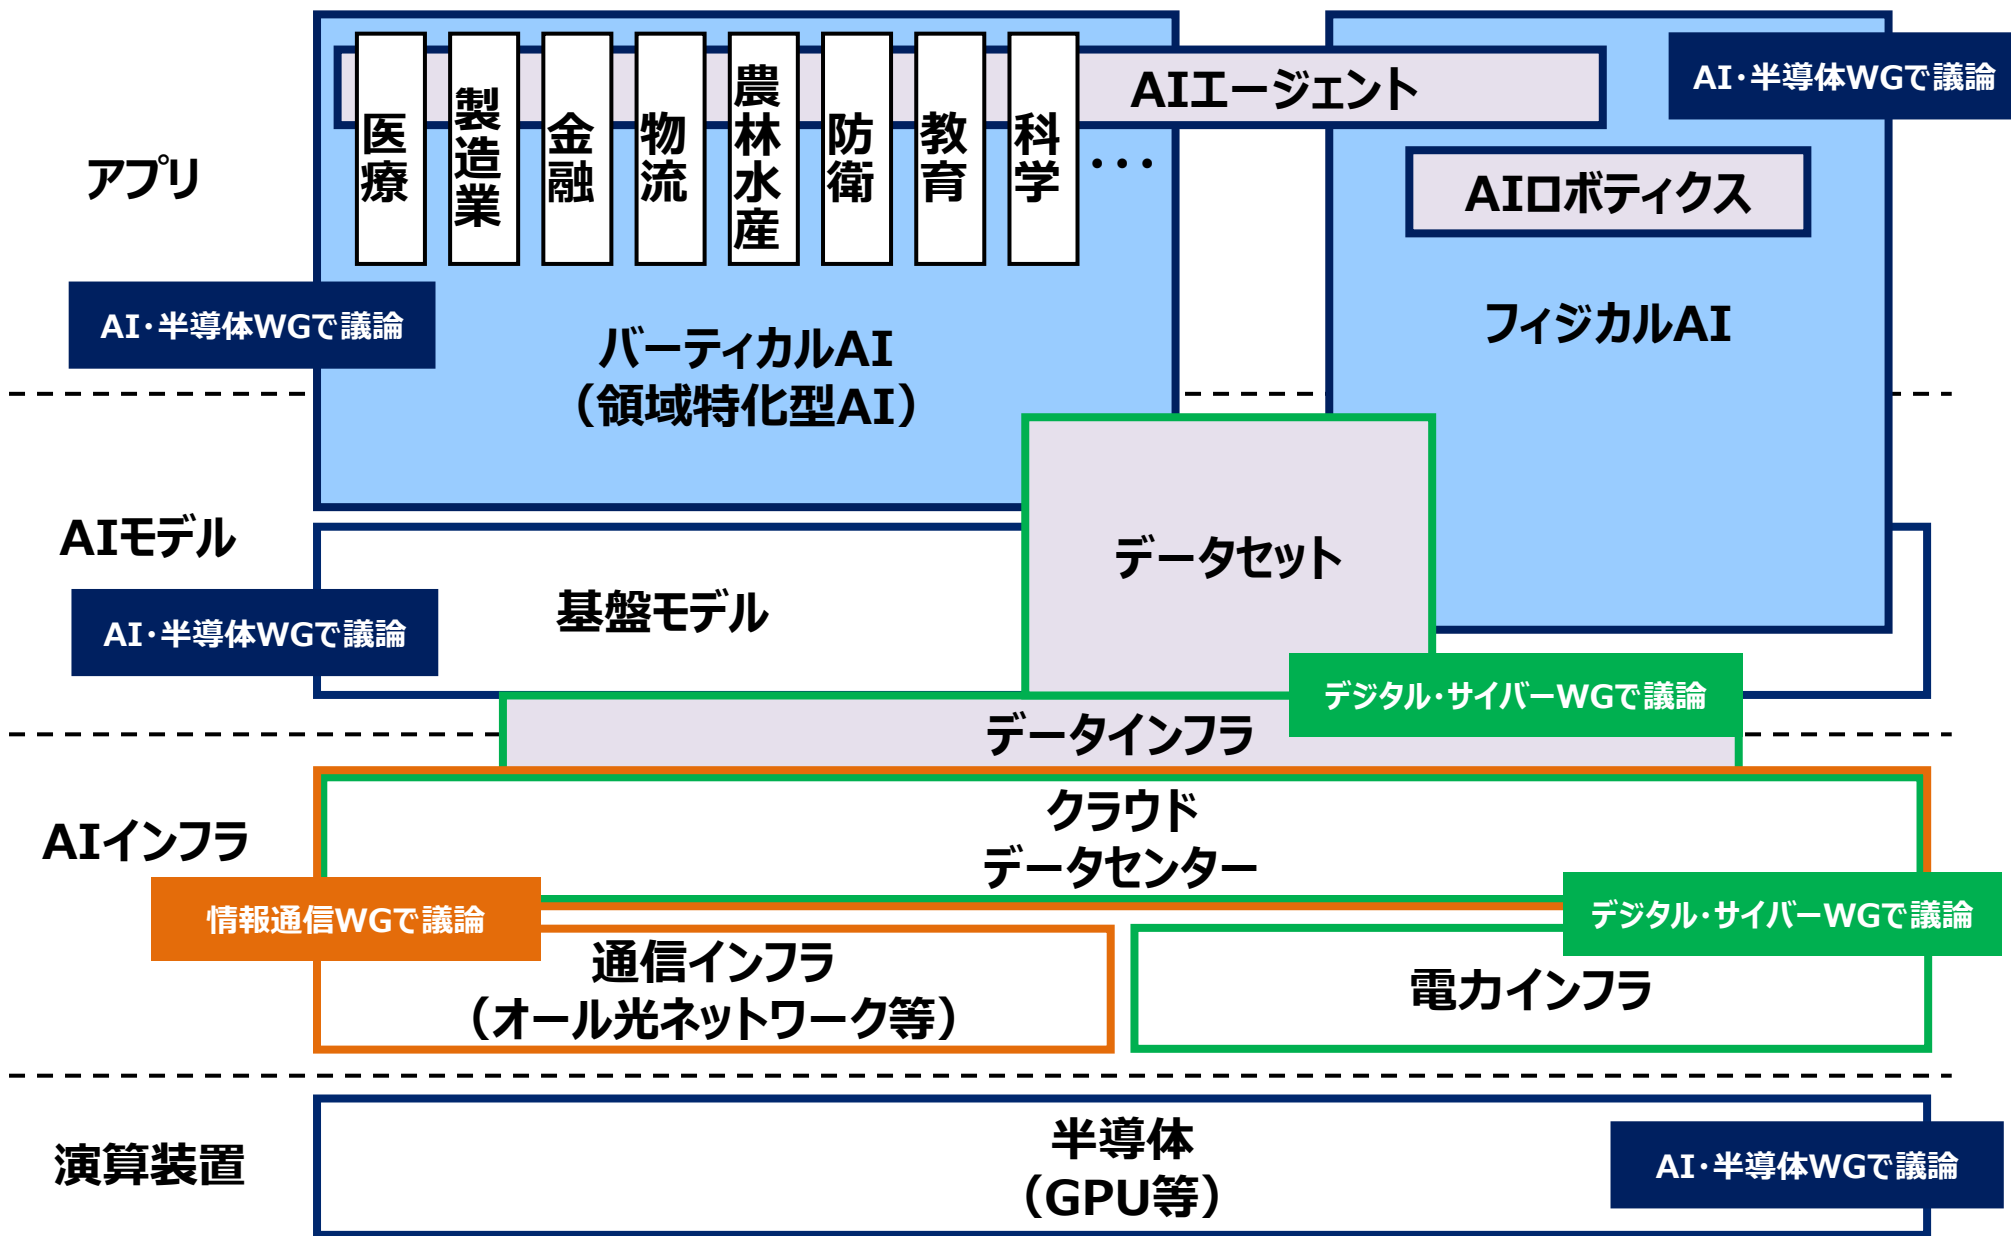 医療
製造業
金融
物流
農林水産
防衛
教育
科学
・・・
AIエージェント
AI・半導体WGで議論
アプリ
AIロボティクス
AI・半導体WGで議論
バーティカルAI
（領域特化型AI）
フィジカルAI
AIモデル
データセット
基盤モデル
AI・半導体WGで議論
デジタル・サイバーWGで議論
データインフラ
AIインフラ
クラウド
データセンター
情報通信WGで議論
デジタル・サイバーWGで議論
通信インフラ
（オール光ネットワーク等）
電力インフラ
演算装置
半導体
（GPU等）
AI・半導体WGで議論